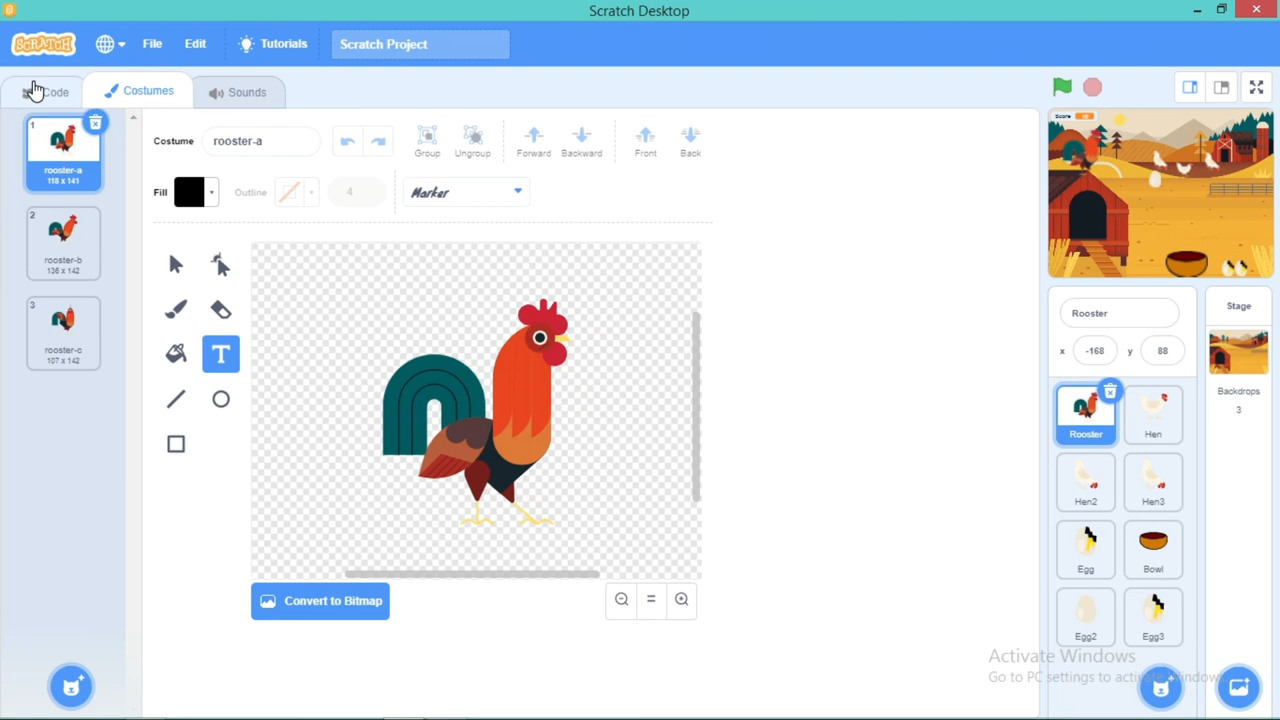 Scratch Desktop
SCRATCH File Edit Tutorials Scratch Project
Code Costumes Sounds
1
rooster-a
118 x 141
2
rooster-b
136 x 142
3
rooster-c
107 x 142
Costume rooster-a Group Ungroup Forward Backward Front Back
Fill Outline 4 Marker
T
Convert to Bitmap
Score
Rooster
x -168 y 88
Rooster Hen
Hen2 Hen3
Egg Bowl
Egg2 Egg3
Stage
Backdrops
3
Activate Windows
Go to PC settings to activate Windows.